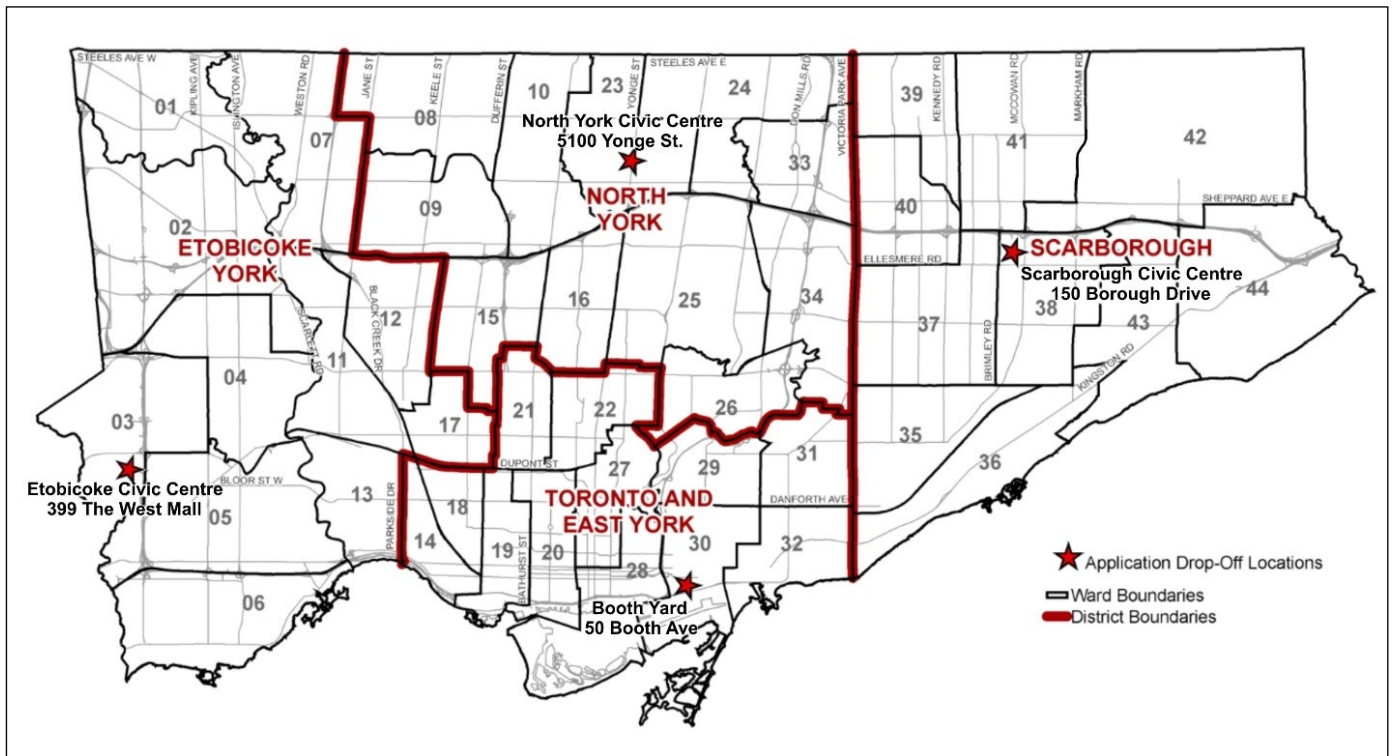 STEELES AVE W
KIPLING AVE
ISLINGTON AVE
WESTON RD
JANE ST
KEELE ST
DUFFERIN ST
YONGE ST
STEELES AVE E
DON MILLS RD
VICTORIA PARK AVE
KENNEDY RD
MCCOWAN RD
MARKHAM RD
01
07
08
10
23
24
39
41
42
North York Civic Centre
5100 Yonge St.
33
02
09
NORTH
YORK
40
SHEPPARD AVE E
ETOBICOKE
YORK
ELLESMERE RD
SCARBOROUGH
Scarborough Civic Centre
150 Borough Drive
BLACK CREEK DR
SCARLETT RD
12
15
16
25
34
37
BRIMLEY RD
38
43
44
KINGSTON RD
11
04
03
17
21
22
26
35
36
Etobicoke Civic Centre
399 The West Mall
BLOOR ST W
05
13
PARKSIDE DR
DUPONT ST
27
29
31
TORONTO AND
EAST YORK
DANFORTH AVE
18
14
19
BATHURST ST
20
28
30
32
06
Booth Yard
50 Booth Ave
Application Drop-Off Locations
Ward Boundaries
District Boundaries